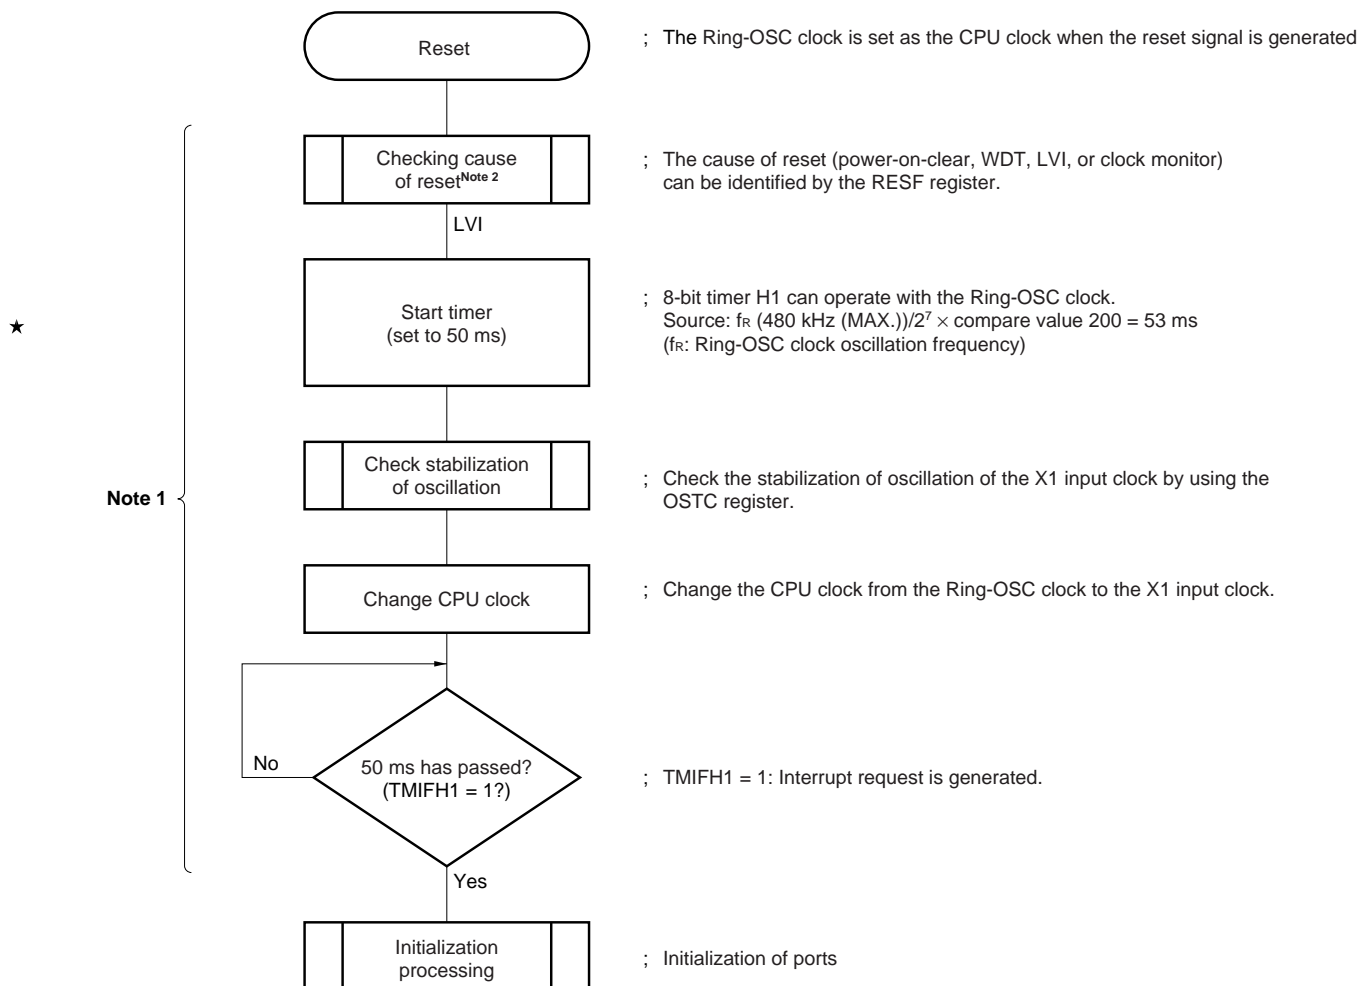 Reset
; The Ring-OSC clock is set as the CPU clock when the reset signal is generated
Checking cause
of reset Note 2
; The cause of reset (power-on-clear, WDT, LVI, or clock monitor)
can be identified by the RESF register.
LVI
★
Start timer
(set to 50 ms)
; 8-bit timer H1 can operate with the Ring-OSC clock.
Source: fR (480 kHz (MAX.))/2⁷ × compare value 200 = 53 ms
(fR: Ring-OSC clock oscillation frequency)
Note 1
Check stabilization
of oscillation
; Check the stabilization of oscillation of the X1 input clock by using the
OSTC register.
Change CPU clock
; Change the CPU clock from the Ring-OSC clock to the X1 input clock.
No
50 ms has passed?
(TMIFH1 = 1?)
; TMIFH1 = 1: Interrupt request is generated.
Yes
Initialization
processing
; Initialization of ports